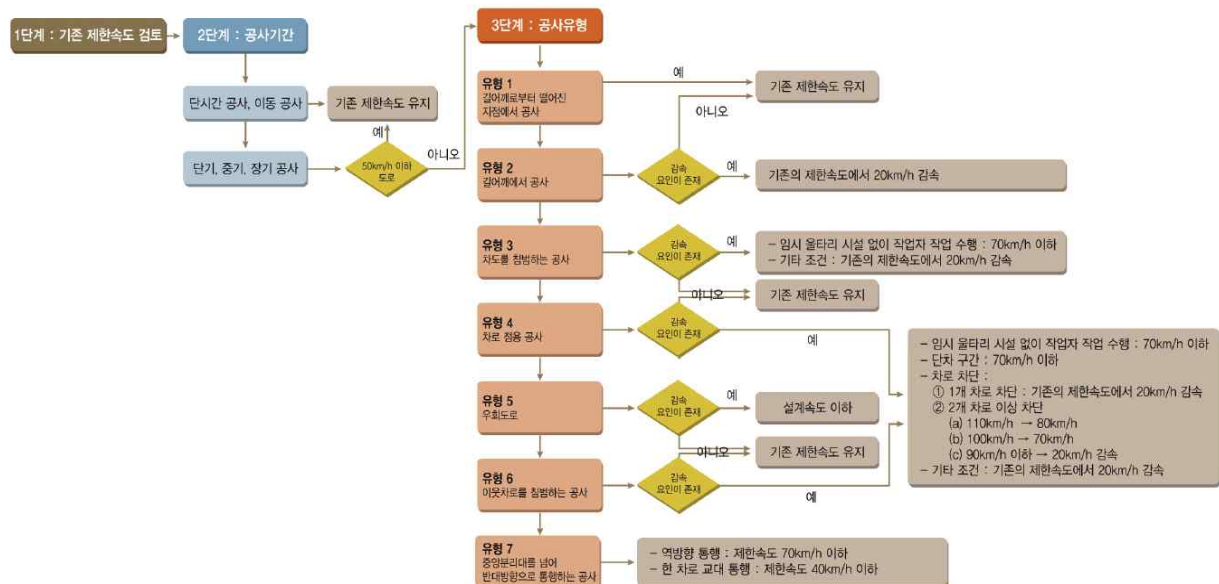 1단계 : 기존 제한속도 검토
2단계 : 공사기간
3단계 : 공사유형
단시간 공사, 이동 공사
기존 제한속도 유지
예
단기, 중기, 장기 공사
50km/h 이하
도로
아니오
유형 1
길어깨로부터 떨어진
지점에서 공사
예
기존 제한속도 유지
아니오
유형 2
길어깨에서 공사
감속
요인이 존재
예
기존의 제한속도에서 20km/h 감속
유형 3
차도를 침범하는 공사
감속
요인이 존재
예
– 임시 울타리 시설 없이 작업자 작업 수행 : 70km/h 이하
– 기타 조건 : 기존의 제한속도에서 20km/h 감속
아니오
기존 제한속도 유지
유형 4
차로 점용 공사
감속
요인이 존재
예
– 임시 울타리 시설 없이 작업자 작업 수행 : 70km/h 이하
– 단차 구간 : 70km/h 이하
– 차로 차단 :
① 1개 차로 차단 : 기존의 제한속도에서 20km/h 감속
② 2개 차로 이상 차단
(a) 110km/h → 80km/h
(b) 100km/h → 70km/h
(c) 90km/h 이하 → 20km/h 감속
– 기타 조건 : 기존의 제한속도에서 20km/h 감속
유형 5
우회도로
감속
요인이 존재
예
설계속도 이하
아니오
기존 제한속도 유지
유형 6
이웃차로를 침범하는 공사
감속
요인이 존재
예
유형 7
중앙분리대를 넘어
반대방향으로 통행하는 공사
– 역방향 통행 : 제한속도 70km/h 이하
– 한 차로 교대 통행 : 제한속도 40km/h 이하